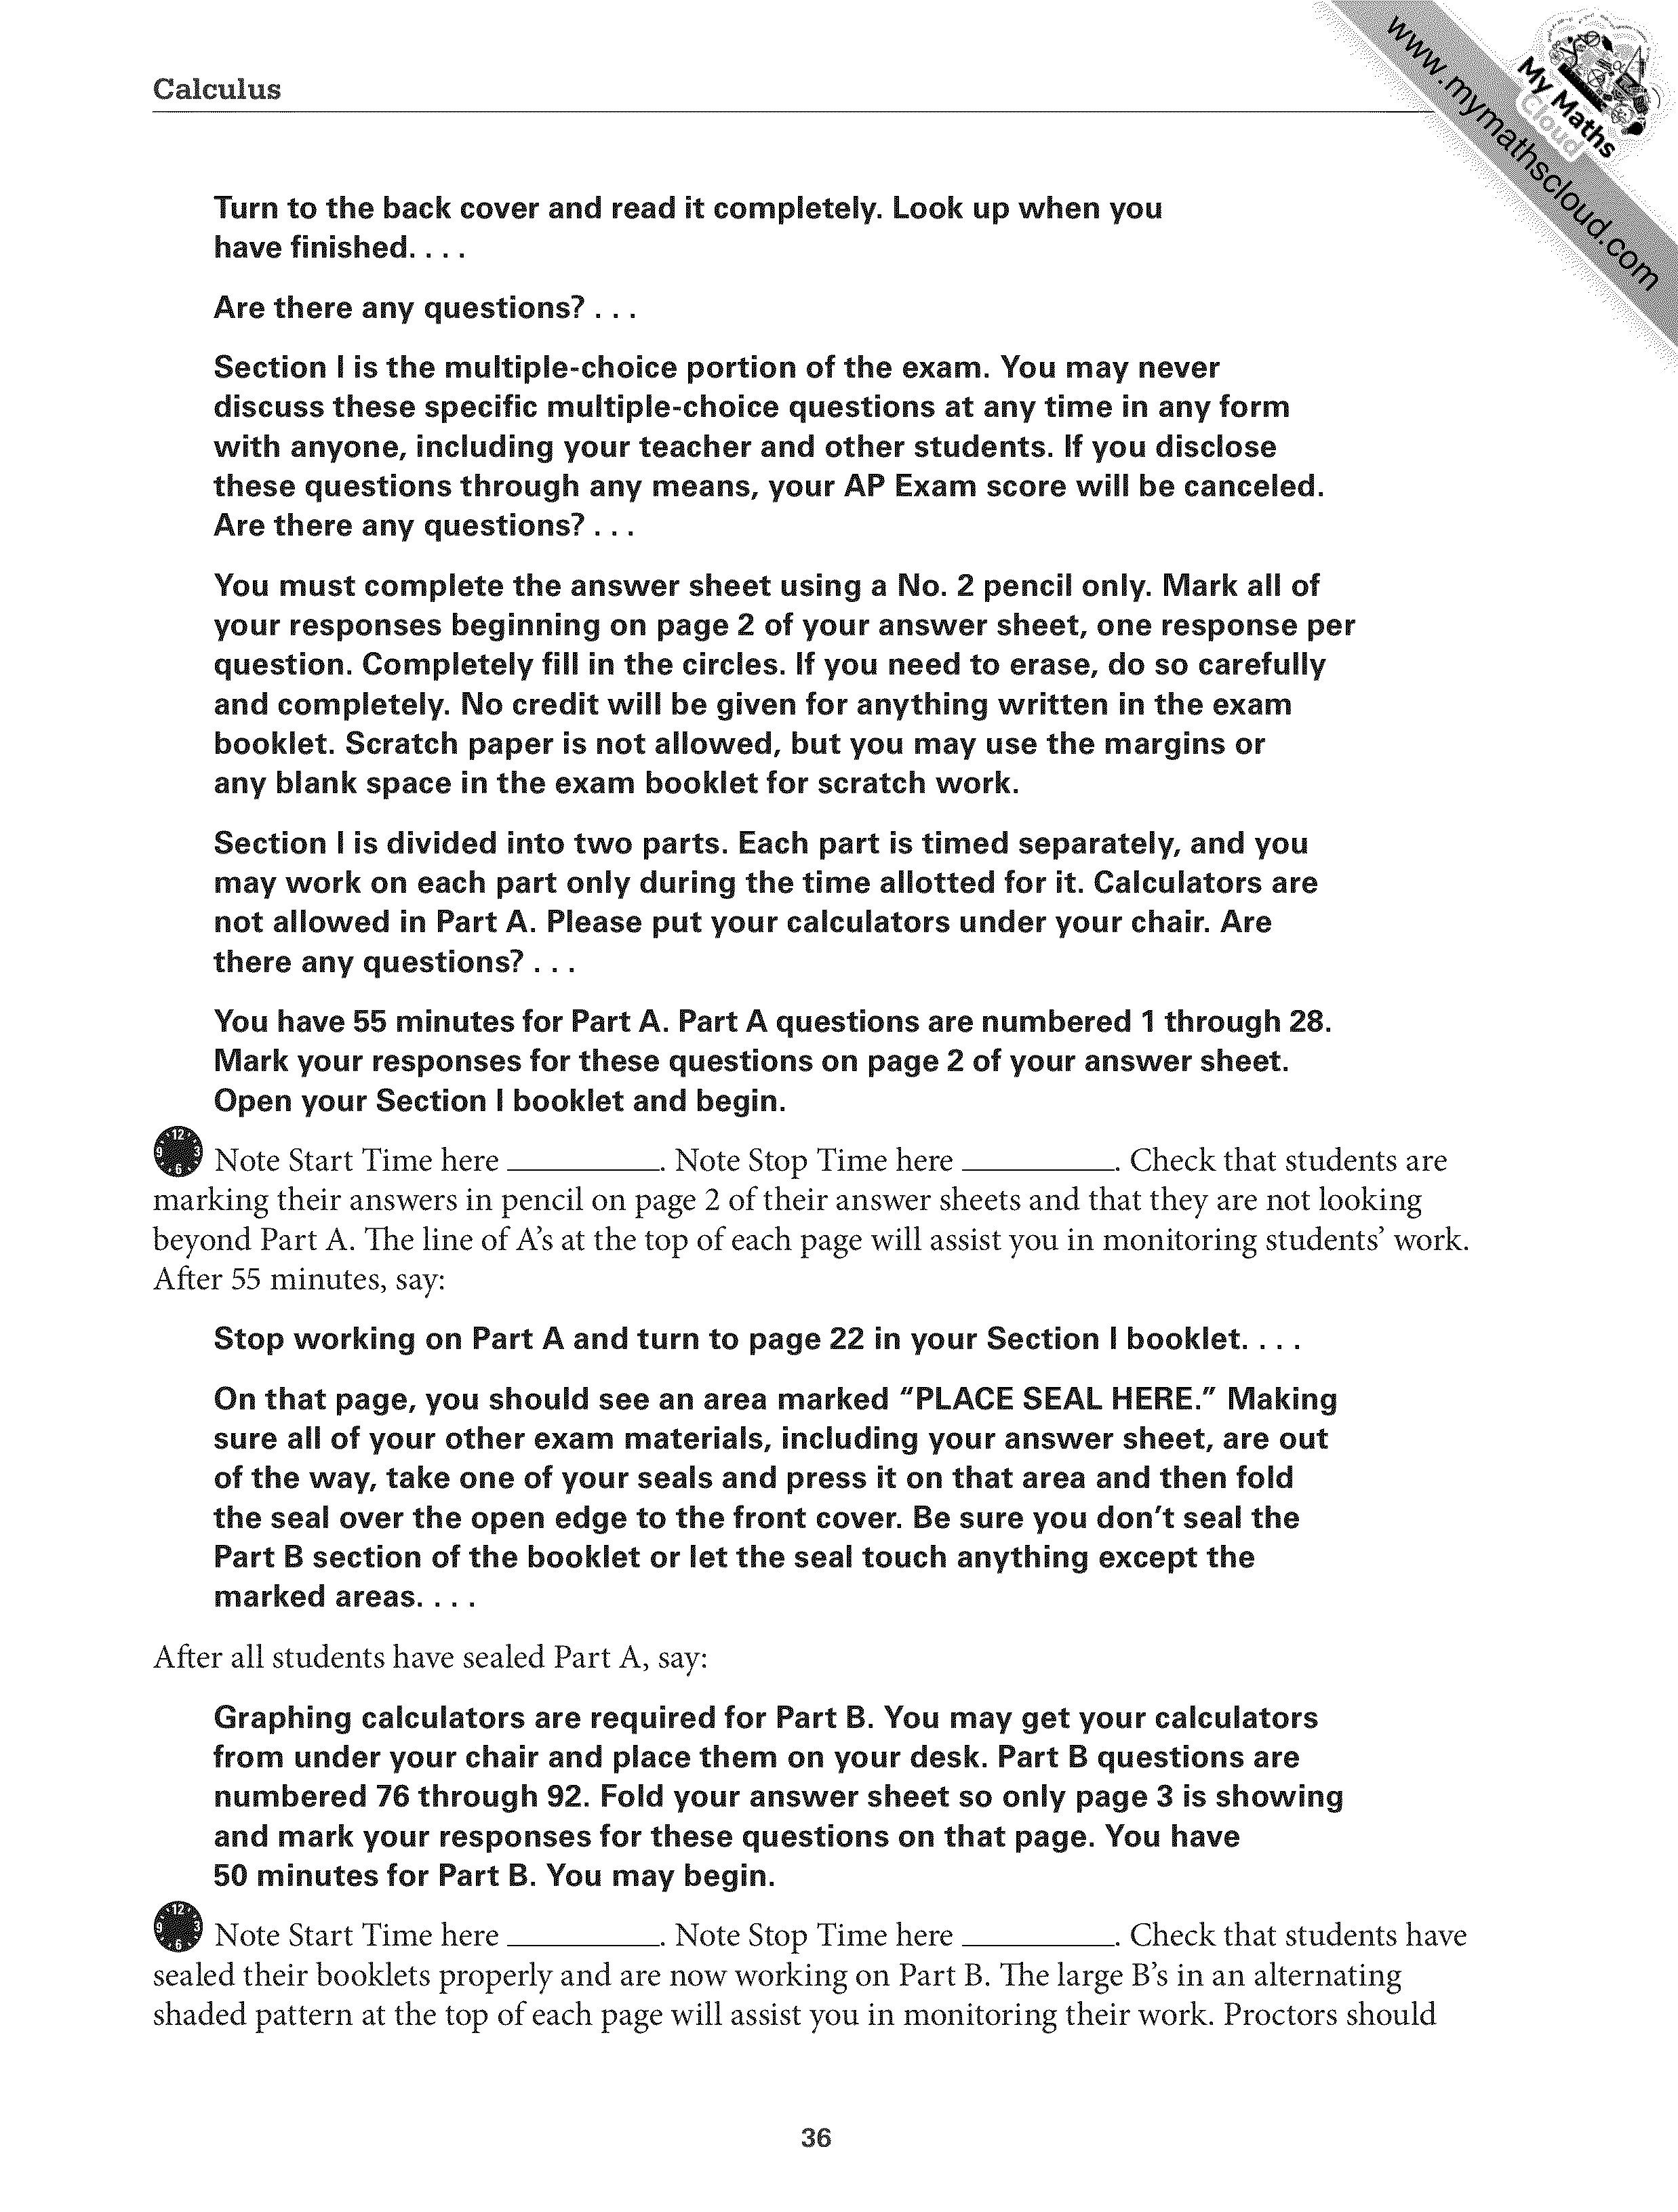 Calculus
www.mymathscloud.com
My Maths
Cloud
Turn to the back cover and read it completely. Look up when you
have finished. . . .
Are there any questions? . . .
Section I is the multiple-choice portion of the exam. You may never
discuss these specific multiple-choice questions at any time in any form
with anyone, including your teacher and other students. If you disclose
these questions through any means, your AP Exam score will be canceled.
Are there any questions? . . .
You must complete the answer sheet using a No. 2 pencil only. Mark all of
your responses beginning on page 2 of your answer sheet, one response per
question. Completely fill in the circles. If you need to erase, do so carefully
and completely. No credit will be given for anything written in the exam
booklet. Scratch paper is not allowed, but you may use the margins or
any blank space in the exam booklet for scratch work.
Section I is divided into two parts. Each part is timed separately, and you
may work on each part only during the time allotted for it. Calculators are
not allowed in Part A. Please put your calculators under your chair. Are
there any questions? . . .
You have 55 minutes for Part A. Part A questions are numbered 1 through 28.
Mark your responses for these questions on page 2 of your answer sheet.
Open your Section I booklet and begin.
12 9 3 6 Note Start Time here __________. Note Stop Time here __________. Check that students are
marking their answers in pencil on page 2 of their answer sheets and that they are not looking
beyond Part A. The line of A’s at the top of each page will assist you in monitoring students’ work.
After 55 minutes, say:
Stop working on Part A and turn to page 22 in your Section I booklet. . . .
On that page, you should see an area marked "PLACE SEAL HERE." Making
sure all of your other exam materials, including your answer sheet, are out
of the way, take one of your seals and press it on that area and then fold
the seal over the open edge to the front cover. Be sure you don't seal the
Part B section of the booklet or let the seal touch anything except the
marked areas. . . .
After all students have sealed Part A, say:
Graphing calculators are required for Part B. You may get your calculators
from under your chair and place them on your desk. Part B questions are
numbered 76 through 92. Fold your answer sheet so only page 3 is showing
and mark your responses for these questions on that page. You have
50 minutes for Part B. You may begin.
12 9 3 6 Note Start Time here __________. Note Stop Time here __________. Check that students have
sealed their booklets properly and are now working on Part B. The large B’s in an alternating
shaded pattern at the top of each page will assist you in monitoring their work. Proctors should
36